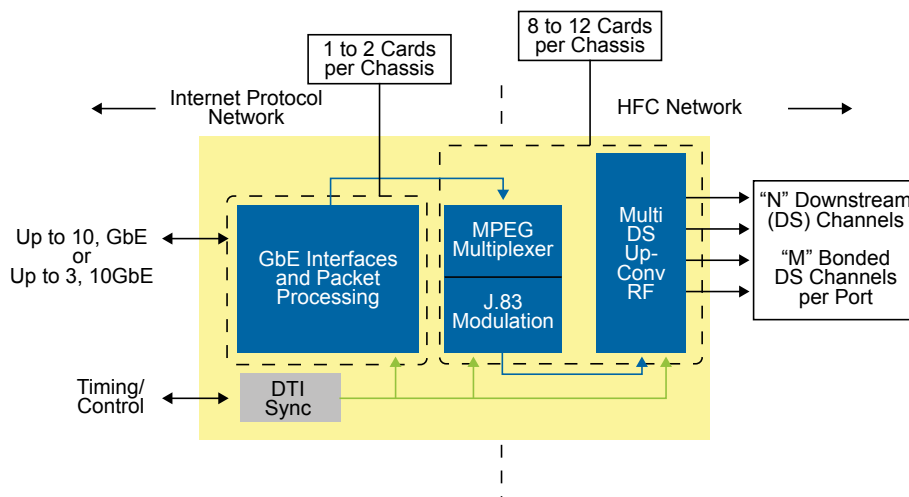 1 to 2 Cards
per Chassis
8 to 12 Cards
per Chassis
Internet Protocol
Network
HFC Network
Up to 10, GbE
or
Up to 3, 10GbE
GbE Interfaces
and Packet
Processing
MPEG
Multiplexer
J.83
Modulation
Multi
DS
Up-
Conv
RF
“N” Downstream
(DS) Channels
“M” Bonded
DS Channels
per Port
Timing/
Control
DTI
Sync